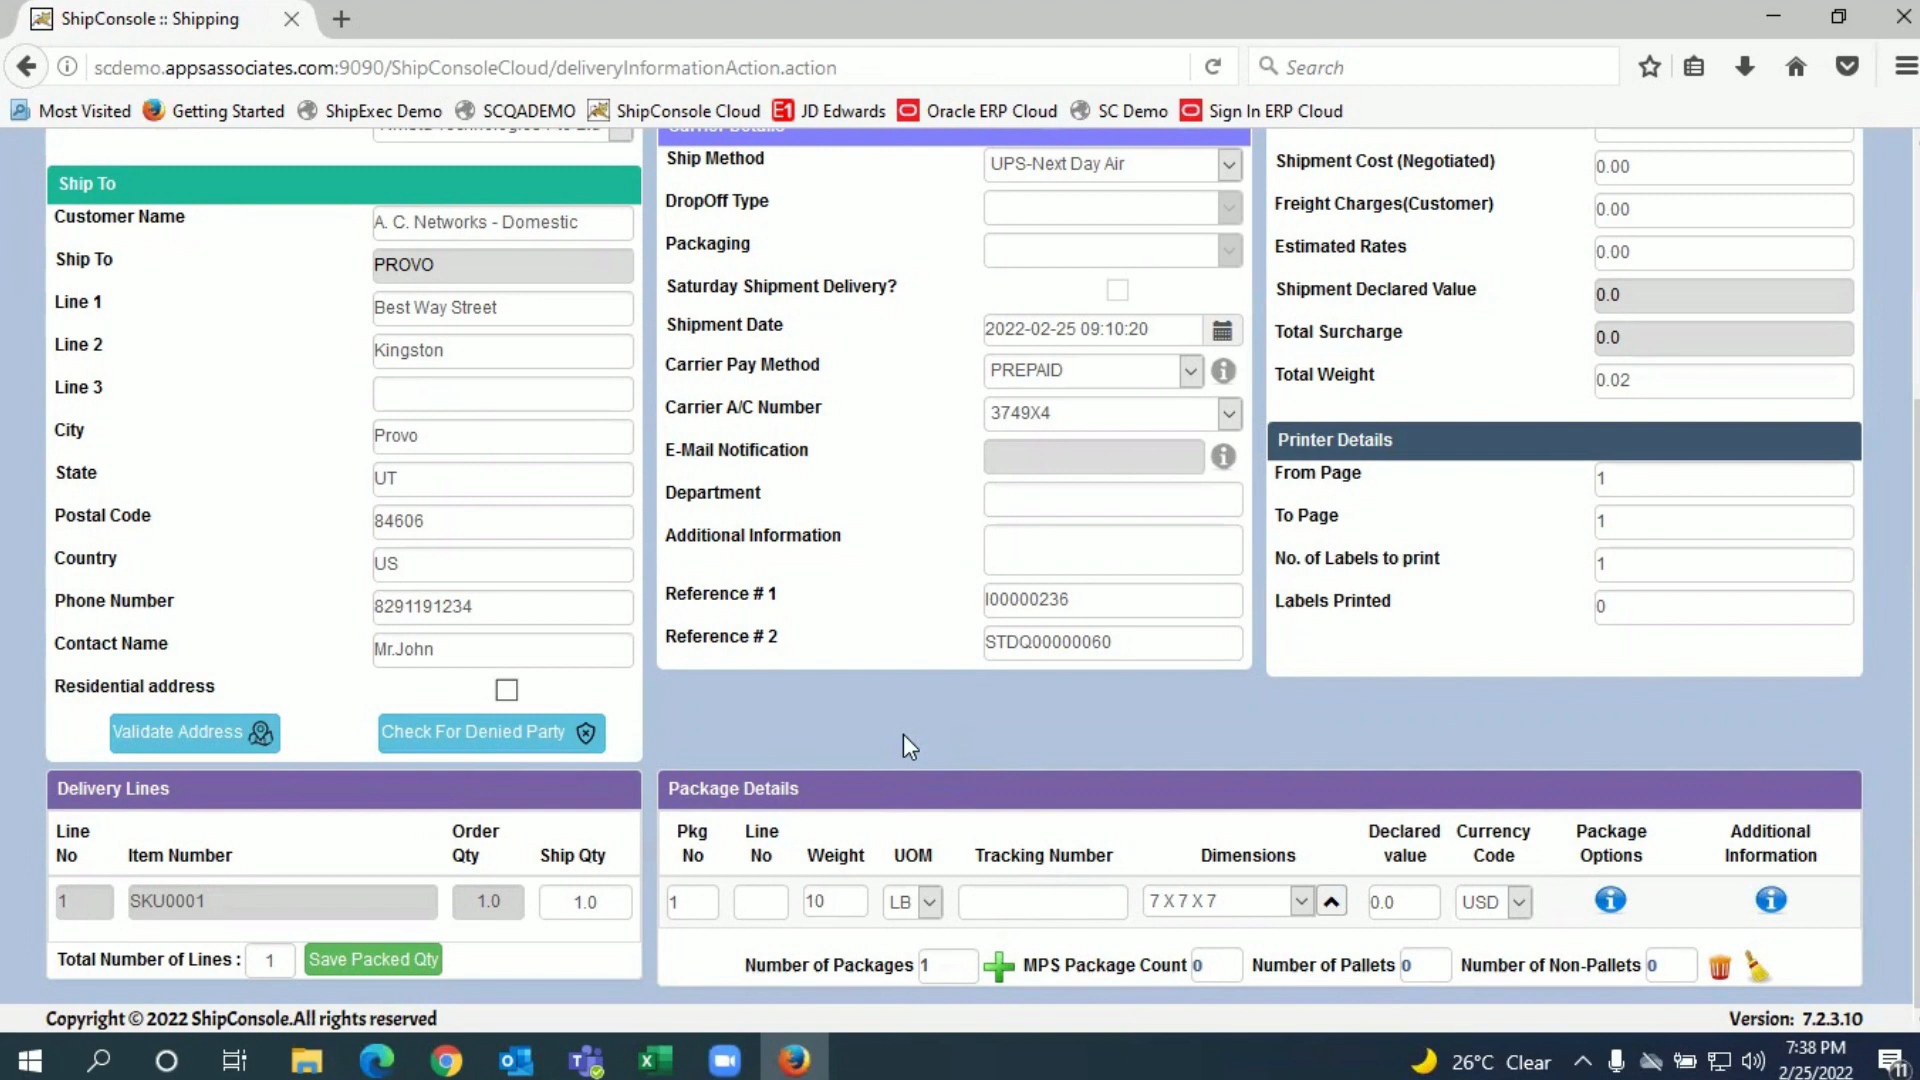 ShipConsole :: Shipping
scdemo.appsassociates.com:9090/ShipConsoleCloud/deliveryInformationAction.action
Search
Most Visited Getting Started ShipExec Demo SCQADEMO ShipConsole Cloud E1 JD Edwards Oracle ERP Cloud SC Demo Sign In ERP Cloud
Ship To
Customer Name A. C. Networks - Domestic
Ship To PROVO
Line 1 Best Way Street
Line 2 Kingston
Line 3
City Provo
State UT
Postal Code 84606
Country US
Phone Number 8291191234
Contact Name Mr.John
Residential address
Validate Address Check For Denied Party
Carrier Details
Ship Method UPS-Next Day Air
DropOff Type
Packaging
Saturday Shipment Delivery?
Shipment Date 2022-02-25 09:10:20
Carrier Pay Method PREPAID
Carrier A/C Number 3749X4
E-Mail Notification
Department
Additional Information
Reference # 1 I00000236
Reference # 2 STDQ00000060
Shipment Cost (Negotiated) 0.00
Freight Charges(Customer) 0.00
Estimated Rates 0.00
Shipment Declared Value 0.0
Total Surcharge 0.0
Total Weight 0.02
Printer Details
From Page 1
To Page 1
No. of Labels to print 1
Labels Printed 0
Delivery Lines
Line No Item Number Order Qty Ship Qty
1 SKU0001 1.0 1.0
Total Number of Lines : 1 Save Packed Qty
Package Details
Pkg No Line No Weight UOM Tracking Number Dimensions Declared value Currency Code Package Options Additional Information
1 10 LB 7 X 7 X 7 0.0 USD
Number of Packages 1 MPS Package Count 0 Number of Pallets 0 Number of Non-Pallets 0
Copyright © 2022 ShipConsole.All rights reserved
Version: 7.2.3.10
26°C Clear
7:38 PM
2/25/2022
11